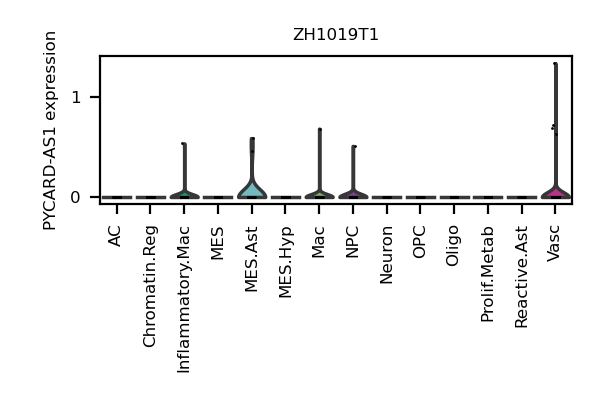 ZH1019T1
PYCARD-AS1 expression
1
0
AC
Chromatin.Reg
Inflammatory.Mac
MES
MES.Ast
MES.Hyp
Mac
NPC
Neuron
OPC
Oligo
Prolif.Metab
Reactive.Ast
Vasc